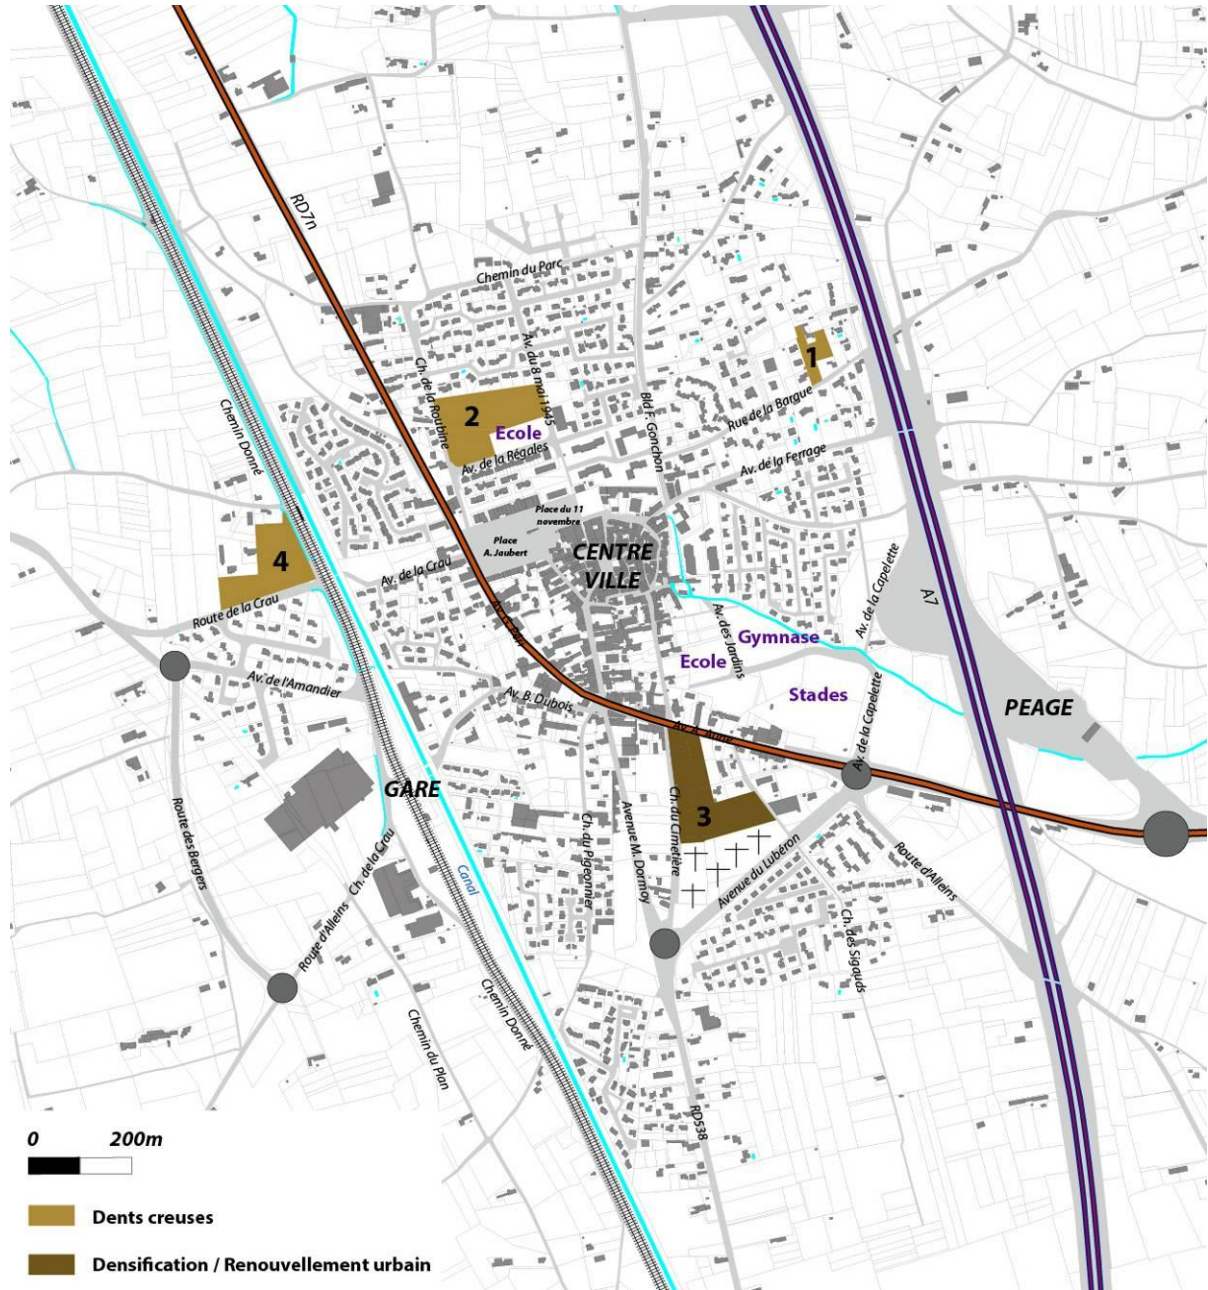 RD7n
Chemin du Parc
Av. du 8 mai 1945
Ch. de la Roubine
Bld F. Gonchon
1
Rue de la Barque
2
Ecole
Av. de la Régales
Av. de la Ferrage
Chemin Donné
Place du 11
novembre
Place
A. Jaubert
CENTRE
VILLE
4
Av. de la Crau
Route de la Crau
Av. de la Capelette
A7
Av. des Jardins
Gymnase
Ecole
Stades
Av. de l'Amandier
Av. B. Dubois
Av. de la Capelette
PEAGE
GARE
3
Ch. du Cimetière
Route des Bergers
Ch. de la Crau
Route d'Alleins
Canal
Ch. du Pigeonnier
Avenue M. Dormoy
Avenue du Lubéron
Route d'Alleins
Ch. des Sigauds
Chemin Donné
Chemin du Plan
RD538
0 200m
Dents creuses
Densification / Renouvellement urbain